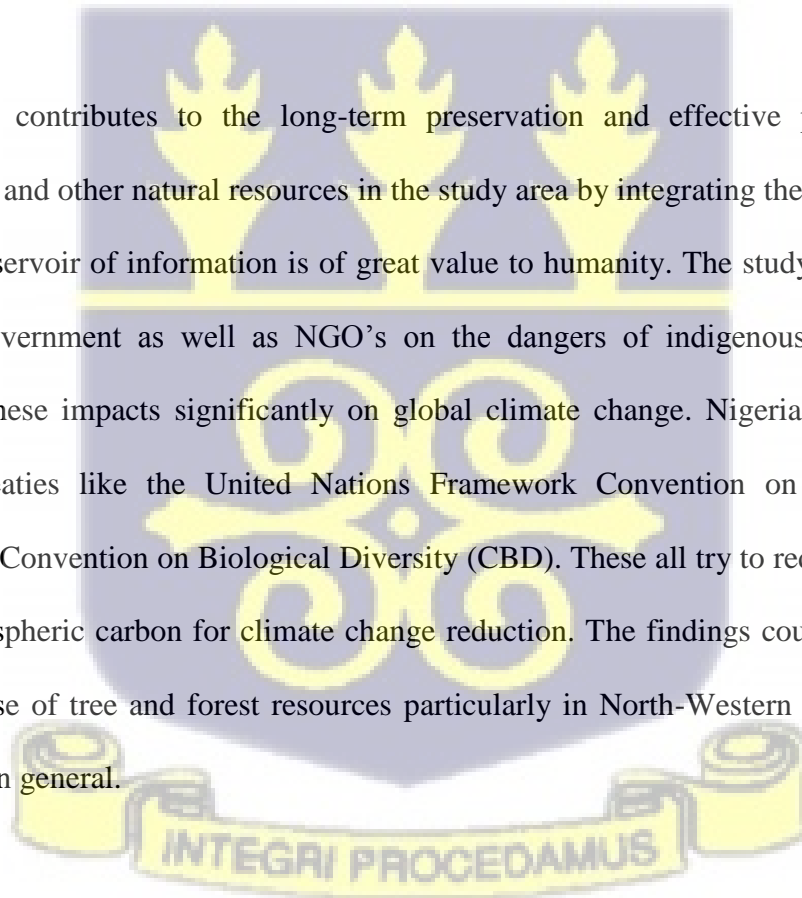 contributes to the long-term preservation and effective
and other natural resources in the study area by integrating the
servoir of information is of great value to humanity. The study
vernment as well as NGO’s on the dangers of indigenous
hese impacts significantly on global climate change. Nigeria
eaties like the United Nations Framework Convention on
Convention on Biological Diversity (CBD). These all try to rec
spheric carbon for climate change reduction. The findings cou
se of tree and forest resources particularly in North-Western
n general.
INTEGRI PROCEDAMUS